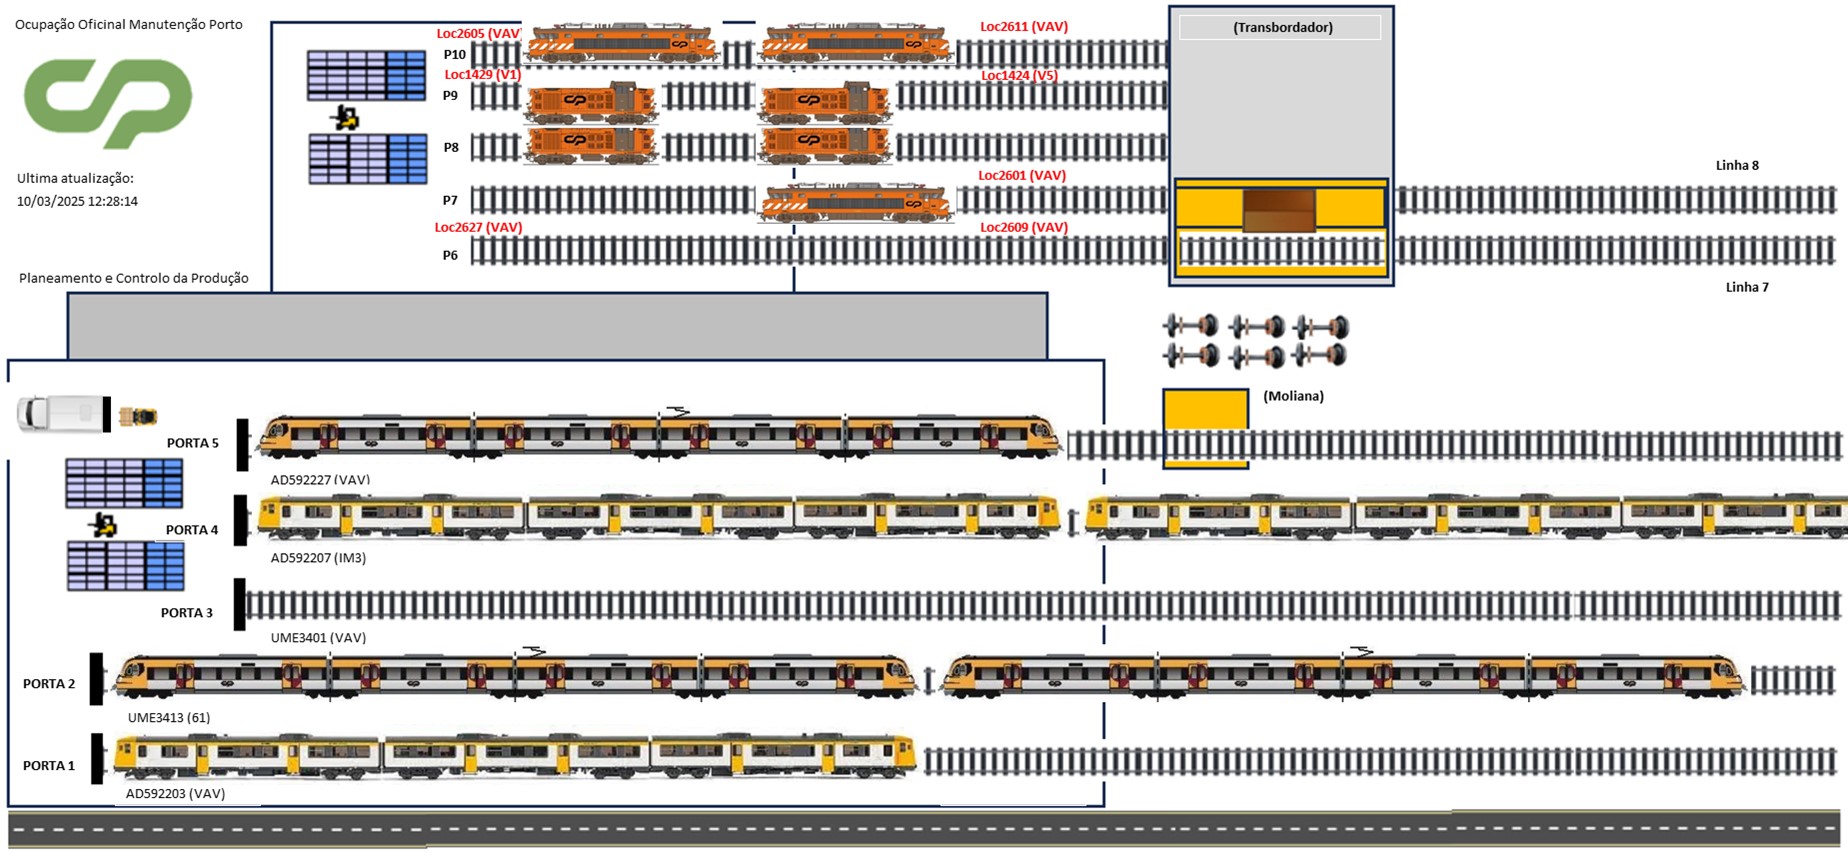 Ocupação Oficinal Manutenção Porto
Ultima atualização:
10/03/2025 12:28:14
Planeamento e Controlo da Produção
Loc2605 (VAV)
Loc2611 (VAV)
P10
Loc1429 (V1)
Loc1424 (V5)
P9
P8
Loc2601 (VAV)
P7
Loc2627 (VAV)
Loc2609 (VAV)
P6
(Transbordador)
Linha 8
Linha 7
(Moliana)
PORTA 5
AD592227 (VAV)
PORTA 4
AD592207 (IM3)
PORTA 3
UME3401 (VAV)
PORTA 2
UME3413 (61)
PORTA 1
AD592203 (VAV)